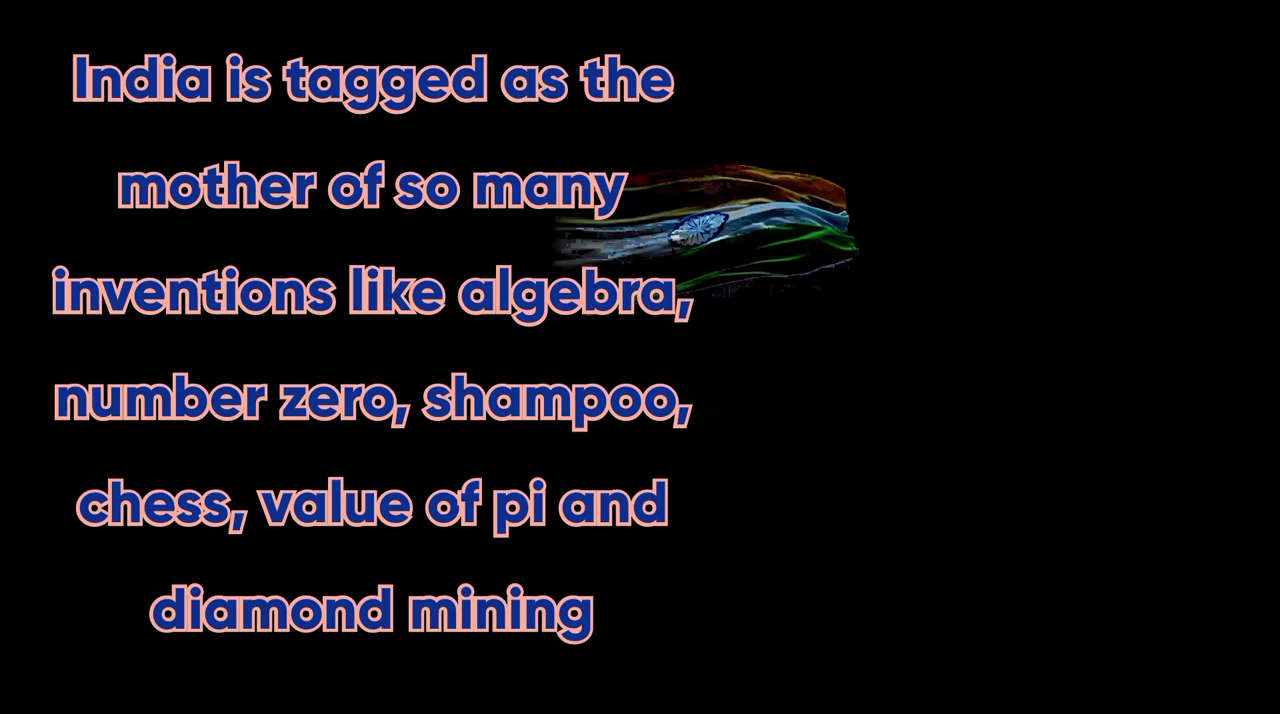 India is tagged as the
mother of so many
inventions like algebra,
number zero, shampoo,
chess, value of pi and
diamond mining